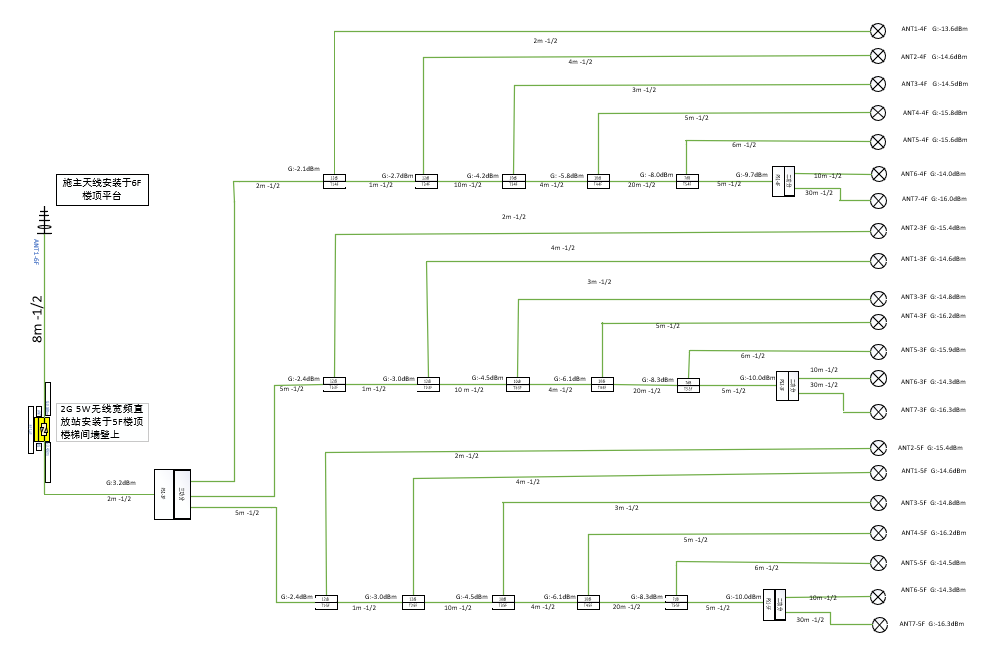 ANT1-4F G:-13.6dBm
2m -1/2
ANT2-4F G:-14.6dBm
4m -1/2
ANT3-4F G:-14.5dBm
3m -1/2
ANT4-4F G:-15.8dBm
5m -1/2
ANT5-4F G:-15.6dBm
6m -1/2
G:-2.1dBm
G:-2.7dBm
G:-4.2dBm
G:-5.8dBm
G:-8.0dBm
G:-9.7dBm
10m -1/2
ANT6-4F G:-14.0dBm
2m -1/2
1m -1/2
10m -1/2
4m -1/2
20m -1/2
5m -1/2
30m -1/2
ANT7-4F G:-16.0dBm
施主天线安装于6F
楼项平台
ANT1-6F
8m -1/2
2m -1/2
ANT2-3F G:-15.4dBm
4m -1/2
ANT1-3F G:-14.6dBm
3m -1/2
ANT3-3F G:-14.8dBm
ANT4-3F G:-16.2dBm
5m -1/2
ANT5-3F G:-15.9dBm
6m -1/2
G:-2.4dBm
G:-3.0dBm
G:-4.5dBm
G:-6.1dBm
G:-8.3dBm
G:-10.0dBm
10m -1/2
ANT6-3F G:-14.3dBm
5m -1/2
1m -1/2
10 m -1/2
4m -1/2
20m -1/2
5m -1/2
30m -1/2
ANT7-3F G:-16.3dBm
2G 5W无线宽频直
放站安装于5F楼顶
楼梯间墙壁上
G:3.2dBm
2m -1/2
ANT2-5F G:-15.4dBm
2m -1/2
ANT1-5F G:-14.6dBm
4m -1/2
ANT3-5F G:-14.8dBm
3m -1/2
5m -1/2
ANT4-5F G:-16.2dBm
5m -1/2
ANT5-5F G:-14.5dBm
6m -1/2
G:-2.4dBm
G:-3.0dBm
G:-4.5dBm
G:-6.1dBm
G:-8.3dBm
G:-10.0dBm
10m -1/2
ANT6-5F G:-14.3dBm
1m -1/2
10m -1/2
4m -1/2
20m -1/2
5m -1/2
30m -1/2
ANT7-5F G:-16.3dBm